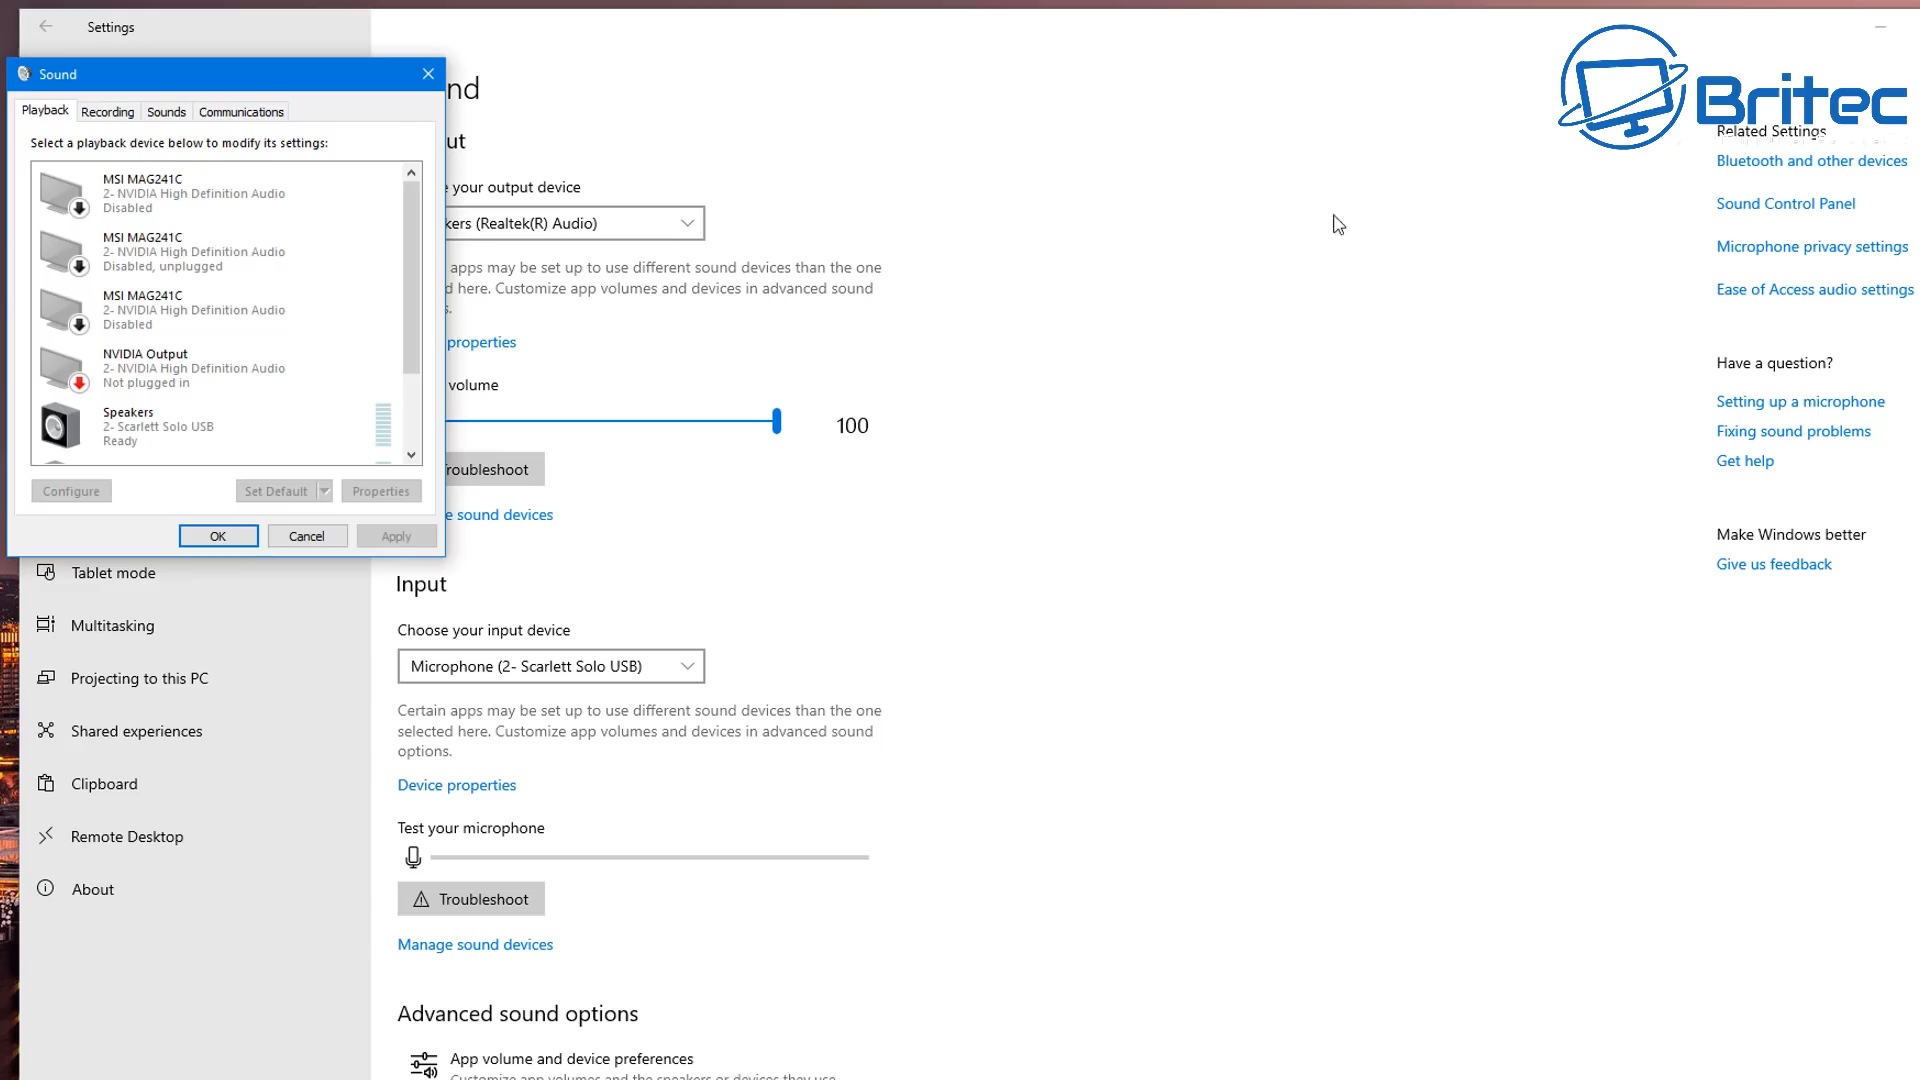 Settings
Britec
Sound
Playback
Recording
Sounds
Communications
Select a playback device below to modify its settings:
MSI MAG241C
2- NVIDIA High Definition Audio
Disabled
MSI MAG241C
2- NVIDIA High Definition Audio
Disabled, unplugged
MSI MAG241C
2- NVIDIA High Definition Audio
Disabled
NVIDIA Output
2- NVIDIA High Definition Audio
Not plugged in
Speakers
2- Scarlett Solo USB
Ready
Configure
Set Default
Properties
OK
Cancel
Apply
Tablet mode
Multitasking
Projecting to this PC
Shared experiences
Clipboard
Remote Desktop
About
nd
ut
your output device
kers (Realtek(R) Audio)
apps may be set up to use different sound devices than the one
d here. Customize app volumes and devices in advanced sound
s.
properties
volume
100
roubleshoot
e sound devices
Input
Choose your input device
Microphone (2- Scarlett Solo USB)
Certain apps may be set up to use different sound devices than the one
selected here. Customize app volumes and devices in advanced sound
options.
Device properties
Test your microphone
Troubleshoot
Manage sound devices
Advanced sound options
App volume and device preferences
Customize app volumes and the speakers or devices they use
Related Settings
Bluetooth and other devices
Sound Control Panel
Microphone privacy settings
Ease of Access audio settings
Have a question?
Setting up a microphone
Fixing sound problems
Get help
Make Windows better
Give us feedback